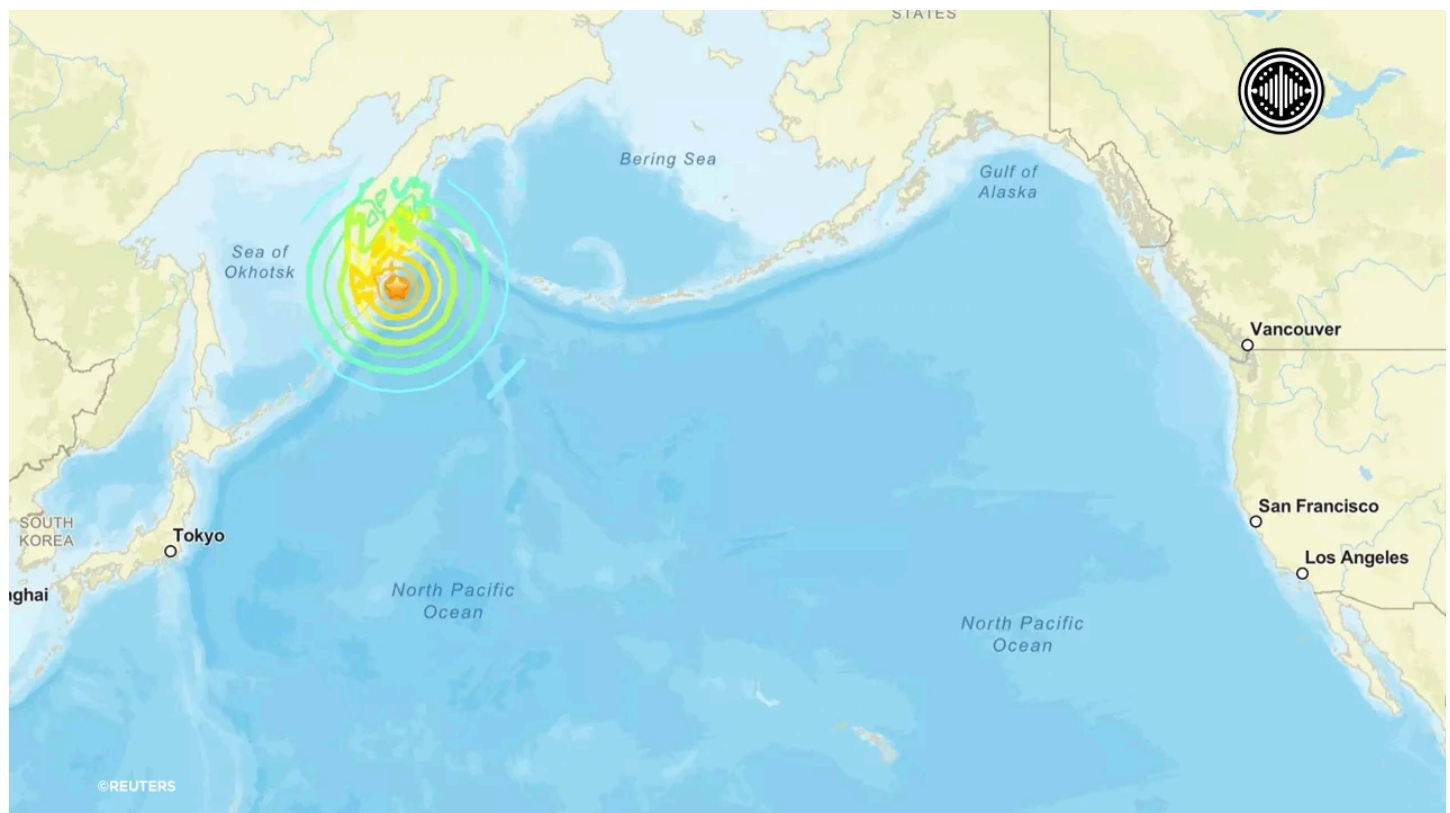 STATES
Bering Sea
Gulf of
Alaska
Sea of
Okhotsk
Vancouver
San Francisco
SOUTH
KOREA
Tokyo
Los Angeles
nghai
North Pacific
Ocean
North Pacific
Ocean
©REUTERS